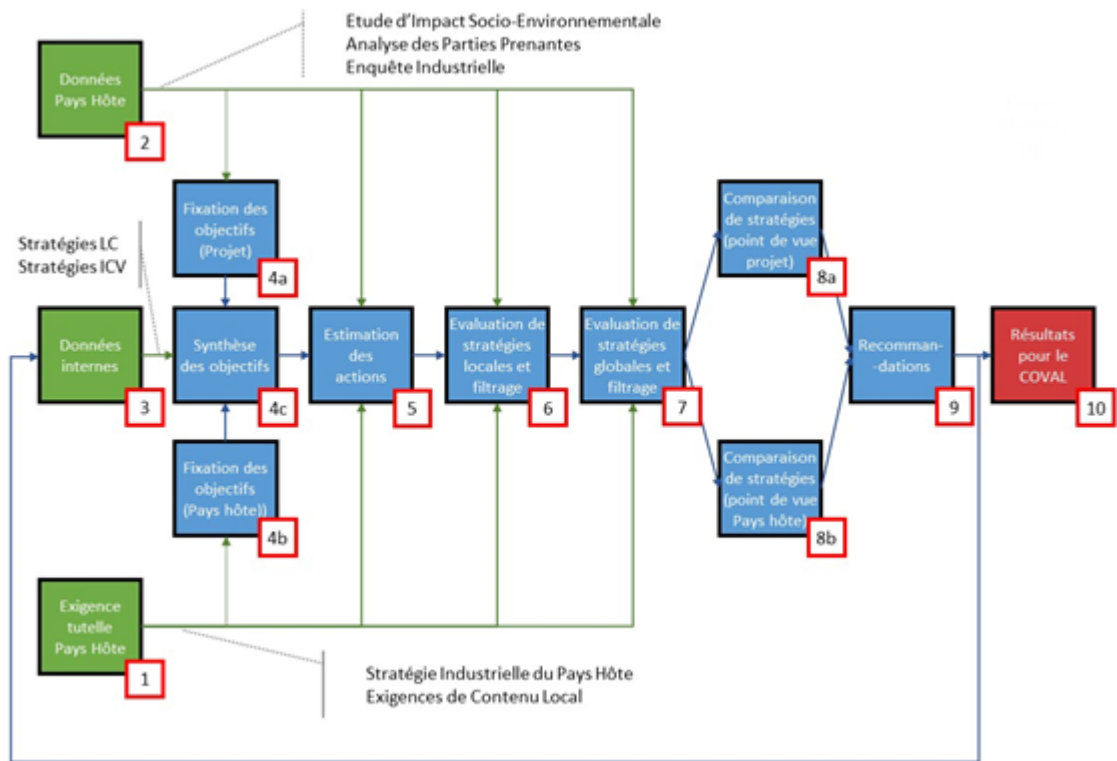 Etude d'Impact Socio-Environnementale
Analyse des Parties Prenantes
Enquête Industrielle
Données
Pays Hôte
2
Fixation des
objectifs
(Projet)
4a
Comparaison
de stratégies
(point de vue
projet)
8a
Stratégies LC
Stratégies ICV
Données
internes
3
Synthèse
des objectifs
4c
Estimation
des
actions
5
Evaluation de
stratégies
locales et
filtrage
6
Evaluation de
stratégies
globales et
filtrage
7
Recomman-
-dations
9
Résultats
pour le
COVAL
10
Fixation des
objectifs
(Pays hôte))
4b
Comparaison
de stratégies
(point de vue
Pays hôte)
8b
Exigence
tutelle
Pays Hôte
1
Stratégie Industrielle du Pays Hôte
Exigences de Contenu Local